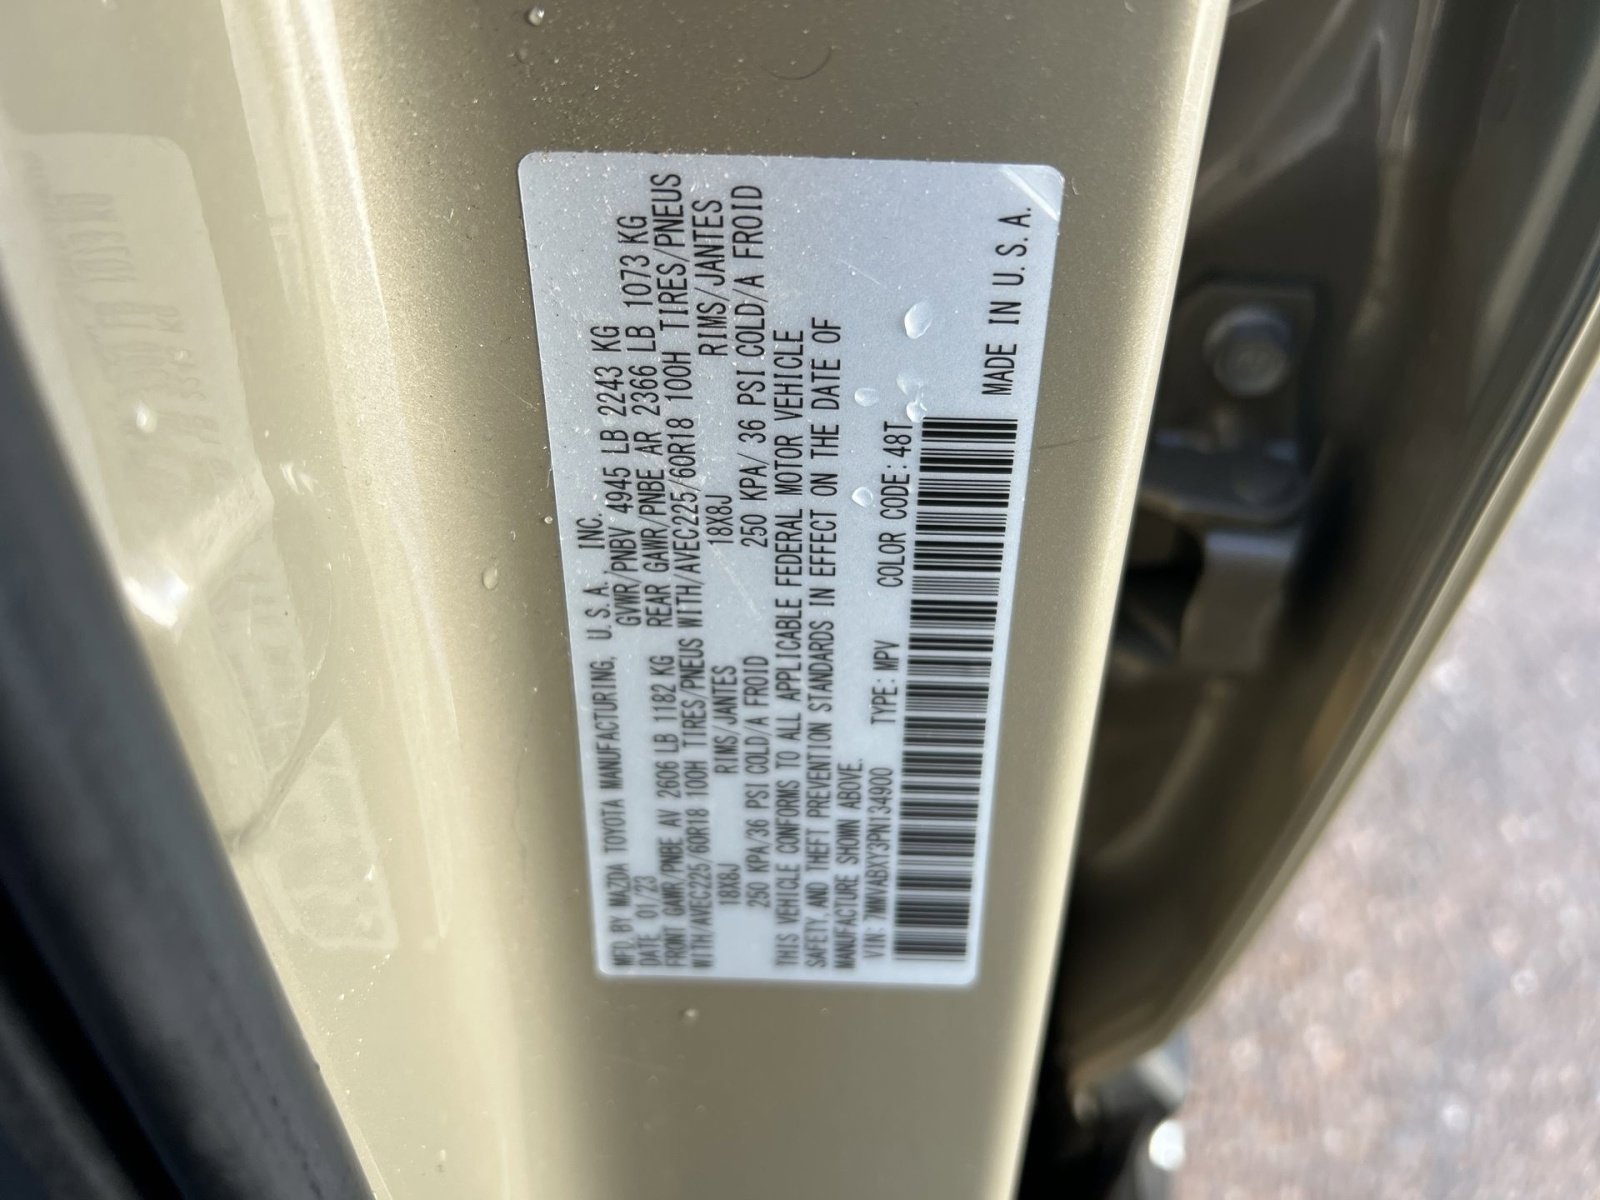 MFD. BY MAZDA TOYOTA MANUFACTURING, U.S.A. INC.
DATE 01/23 GVWR/PNBV 4945 LB 2243 KG
FRONT GAWR/PNBE AV 2606 LB 1182 KG REAR GAWR/PNBE AR 2366 LB 1073 KG
WITH/AVEC225/60R18 100H TIRES/PNEUS WITH/AVEC225/60R18 100H TIRES/PNEUS
18X8J RIMS/JANTES 18X8J RIMS/JANTES
250 KPA/36 PSI COLD/A FROID 250 KPA/ 36 PSI COLD/A FROID
THIS VEHICLE CONFORMS TO ALL APPLICABLE FEDERAL MOTOR VEHICLE
SAFETY, AND THEFT PREVENTION STANDARDS IN EFFECT ON THE DATE OF
MANUFACTURE SHOWN ABOVE.
VIN: 7MMVABXY3PN134900 TYPE: MPV COLOR CODE: 48T
MADE IN U.S.A.